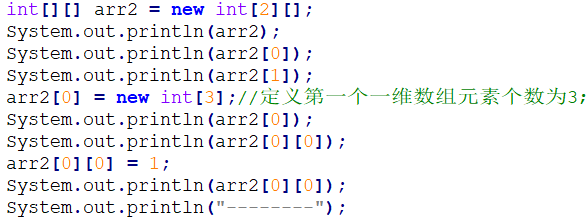 int[][] arr2 = new int[2][];
System.out.println(arr2);
System.out.println(arr2[0]);
System.out.println(arr2[1]);
arr2[0] = new int[3];//定义第一个一维数组元素个数为3;
System.out.println(arr2[0]);
System.out.println(arr2[0][0]);
arr2[0][0] = 1;
System.out.println(arr2[0][0]);
System.out.println("--------");